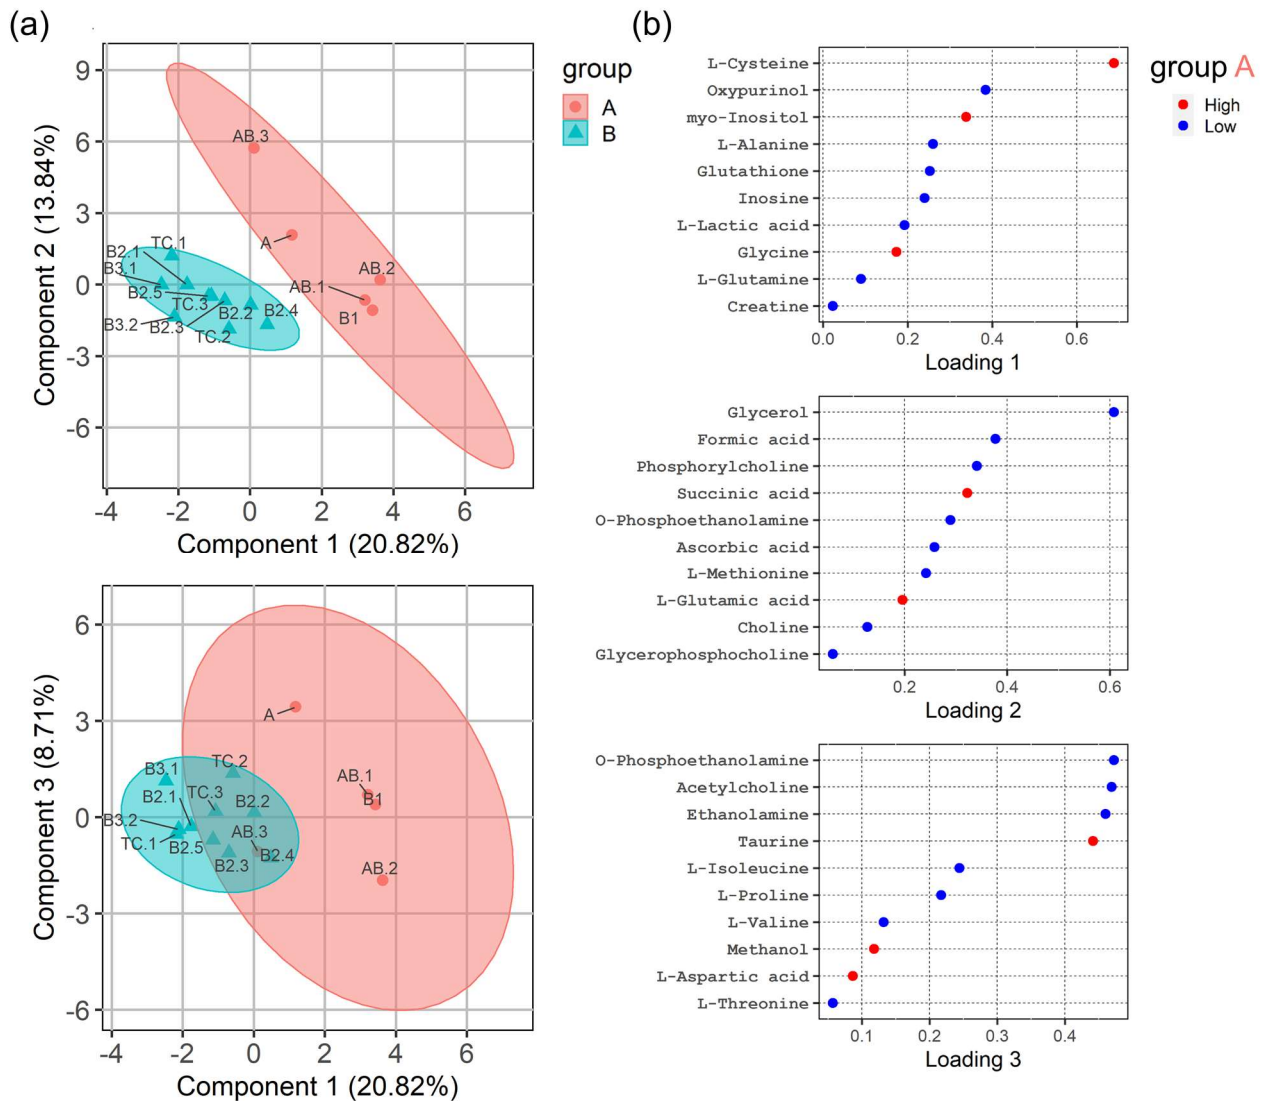 (a)
9
6
3
0
-3
-6
-4
-2
0
2
4
6
Component 2 (13.84%)
Component 1 (20.82%)
AB.3
A
AB.2
AB.1
B1
TC.1
B2.1
B3.1
B2.5
TC.3
B2.2
B2.4
B3.2
B2.3
TC.2
group
A
B
6
3
0
-3
-6
-4
-2
0
2
4
6
Component 3 (8.71%)
Component 1 (20.82%)
A
AB.1
B1
AB.2
B3.1
TC.2
B2.1
TC.3
B2.2
B3.2
AB.3
TC.1
B2.5
B2.4
B2.3
(b)
L-Cysteine
Oxypurinol
myo-Inositol
L-Alanine
Glutathione
Inosine
L-Lactic acid
Glycine
L-Glutamine
Creatine
0.0
0.2
0.4
0.6
Loading 1
group A
High
Low
Glycerol
Formic acid
Phosphorylcholine
Succinic acid
O-Phosphoethanolamine
Ascorbic acid
L-Methionine
L-Glutamic acid
Choline
Glycerophosphocholine
0.2
0.4
0.6
Loading 2
O-Phosphoethanolamine
Acetylcholine
Ethanolamine
Taurine
L-Isoleucine
L-Proline
L-Valine
Methanol
L-Aspartic acid
L-Threonine
0.1
0.2
0.3
0.4
Loading 3